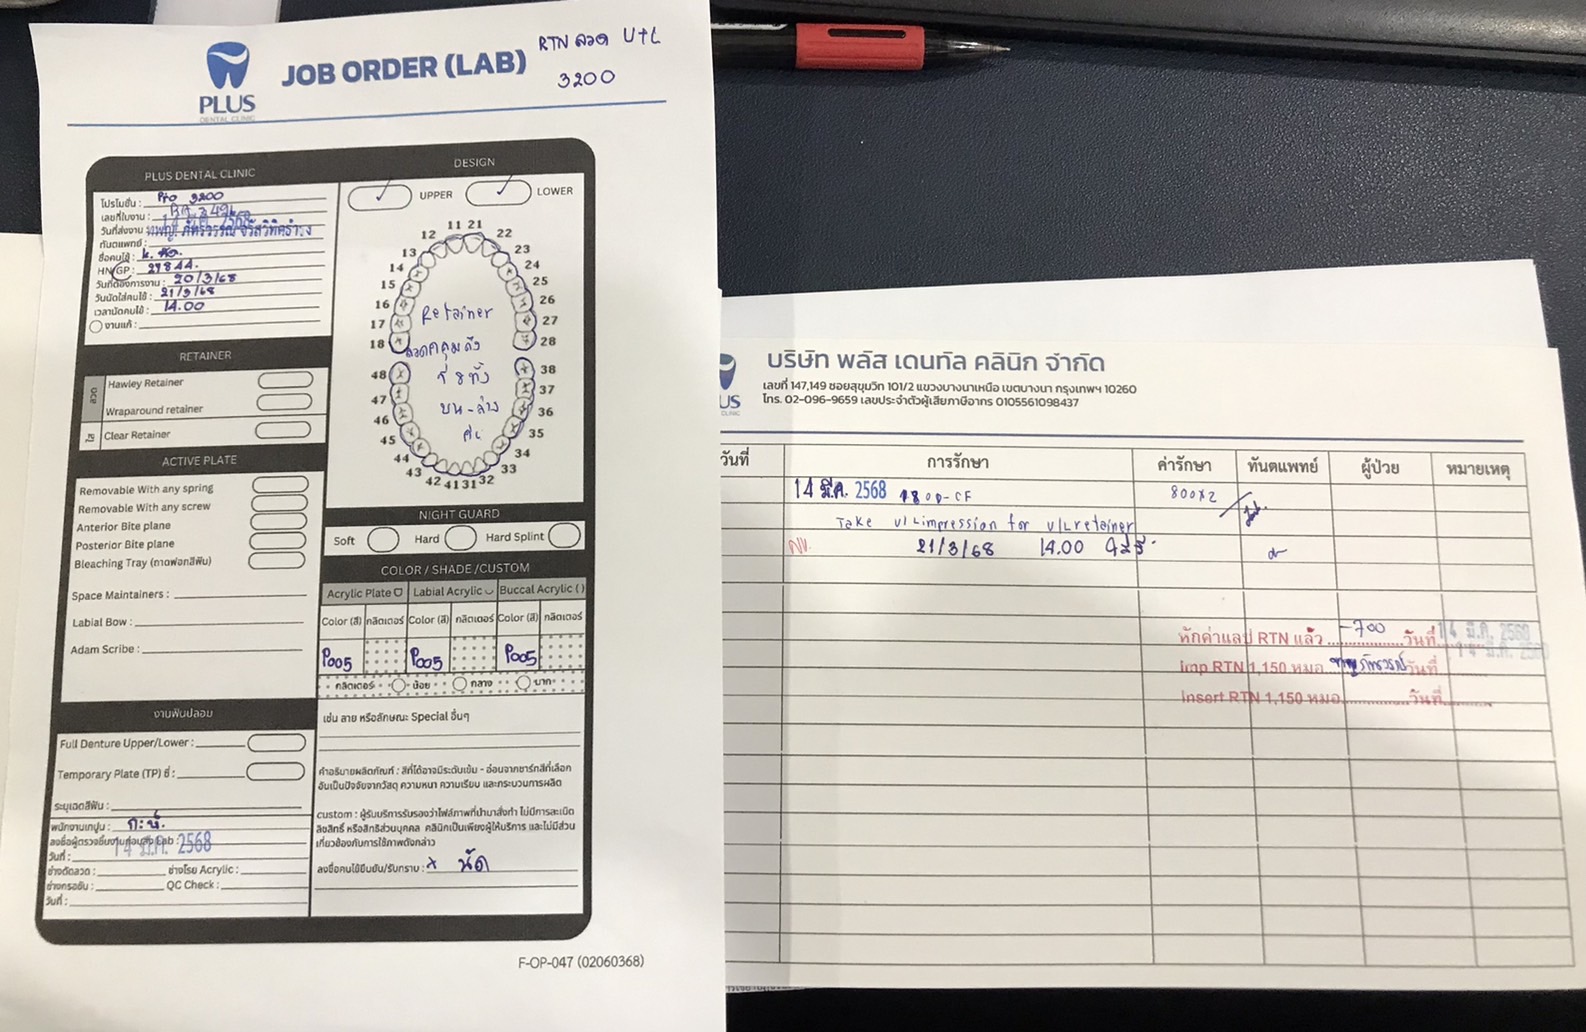 RTN ลวด U+L
3200
PLUS
DENTAL CLINIC
JOB ORDER (LAB)
PLUS DENTAL CLINIC
โปรโมชั่น : Pro 3200
เลขที่ใบงาน :
วันที่ส่งงาน
ทันตแพทย์ :
ชื่อคนไข้ :
HN/GP :
วันที่ต้องการงาน : 20/3/68
วันนัดใส่คนไข้ : 21/3/68
เวลานัดคนไข้ : 14.00
งานแก้ :
RETAINER
ลวด
Hawley Retainer
Wraparound retainer
ใส
Clear Retainer
ACTIVE PLATE
Removable With any spring
Removable With any screw
Anterior Bite plane
Posterior Bite plane
Bleaching Tray (ถาดฟอกสีฟัน)
Space Maintainers :
Labial Bow :
Adam Scribe :
งานฟันปลอม
Full Denture Upper/Lower :
Temporary Plate (TP) ซี่ :
ระบุเฉดสีฟัน :
พนักงานเทปูน :
ลงชื่อผู้ตรวจชิ้นงานก่อนส่ง Lab :
14 มี.ค. 2568
วันที่ :
ช่างดัดลวด : ช่างโรย Acrylic :
ช่างกรอขัด : QC Check :
วันที่ :
DESIGN
UPPER LOWER
11 21
12 22
13 23
14 24
15 25
16 26
17 27
18 28
Retainer
ลวดคลุมถึง
ซี่ 8 ทั้ง
บน-ล่าง
48 38
47 37
46 36
45 35
44 34
43 33
42 41 31 32
NIGHT GUARD
Soft Hard Hard Splint
COLOR / SHADE /CUSTOM
Acrylic Plate Labial Acrylic Buccal Acrylic ( )
Color (สี) กลิตเตอร์ Color (สี) กลิตเตอร์ Color (สี) กลิตเตอร์
P005 P005 P005
กลิตเตอร์ น้อย กลาง มาก
เช่น ลาย หรือลักษณะ Special อื่นๆ
คำอธิบายผลิตภัณฑ์ : สีที่ได้อาจมีระดับเข้ม - อ่อนจากชาร์ทสีที่เลือก
อันเป็นปัจจัยจากวัสดุ ความหนา ความเรียบ และกระบวนการผลิต
custom : ผู้รับบริการรับรองว่าไฟล์ภาพที่นำมาสั่งทำ ไม่มีการละเมิด
ลิขสิทธิ์ หรือสิทธิส่วนบุคคล คลินิกเป็นเพียงผู้ให้บริการ และไม่มีส่วน
เกี่ยวข้องกับการใช้ภาพดังกล่าว
ลงชื่อคนไข้ยืนยัน/รับทราบ : x นัด
F-OP-047 (02060368)
บริษัท พลัส เดนทัล คลินิก จำกัด
เลขที่ 147,149 ซอยสุขุมวิท 101/2 แขวงบางนาเหนือ เขตบางนา กรุงเทพฯ 10260
โทร. 02-096-9659 เลขประจำตัวผู้เสียภาษีอากร 0105561098437
วันที่ การรักษา ค่ารักษา ทันตแพทย์ ผู้ป่วย หมายเหตุ
14 มี.ค. 2568 800x2
Take U/L impression for U/L retainer
NV. 21/3/68 14.00
หักค่าแลป RTN แล้ว -700 วันที่ 14 มี.ค. 2568
imp RTN 1,150 หมอ วันที่ 14 มี.ค. 2568
insert RTN 1,150 หมอ วันที่